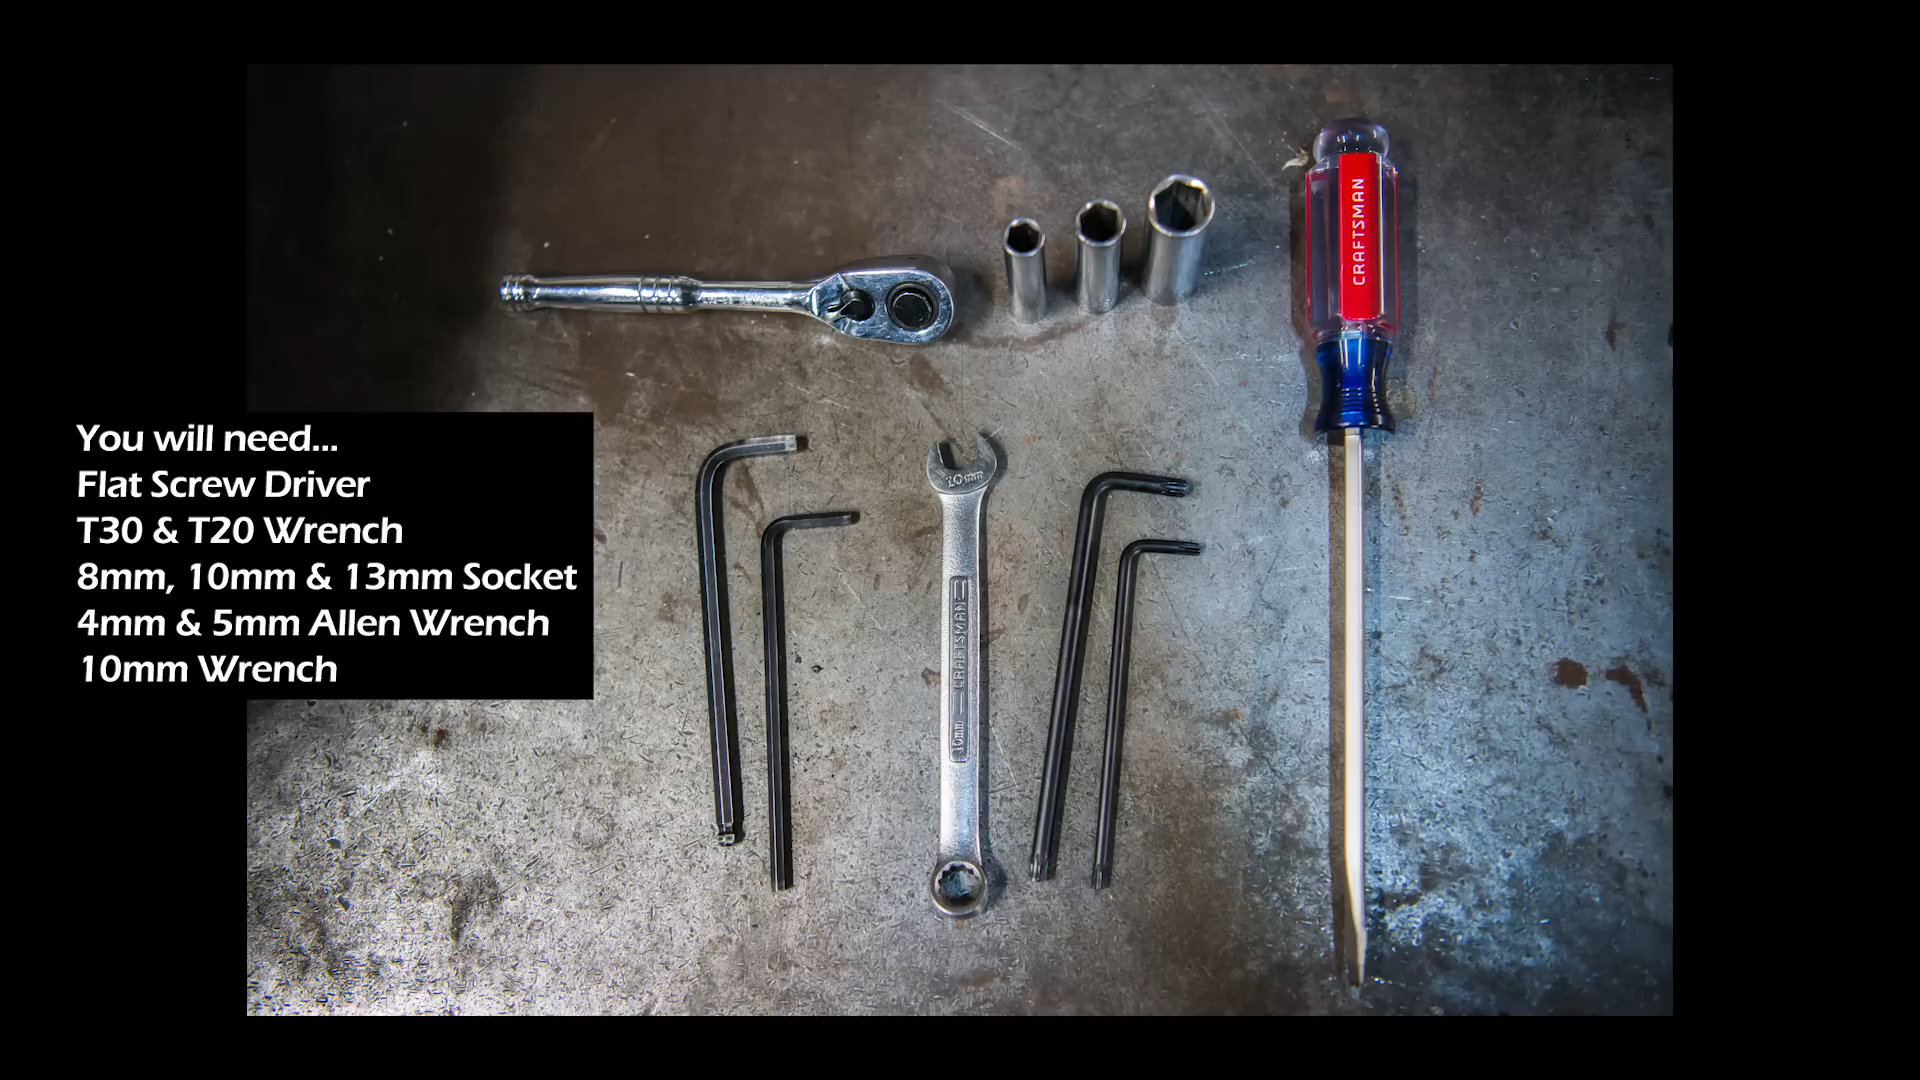 You will need...
Flat Screw Driver
T30 & T20 Wrench
8mm, 10mm & 13mm Socket
4mm & 5mm Allen Wrench
10mm Wrench
CRAFTSMAN
10mm
CRAFTSMAN
10mm